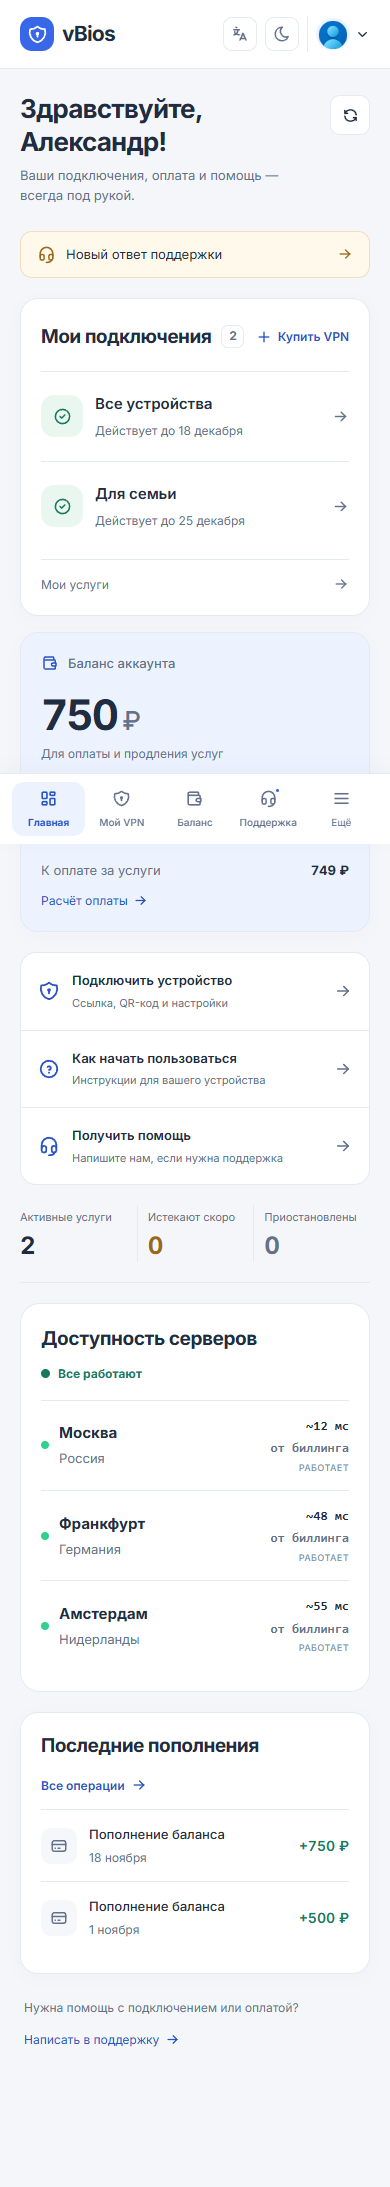 vBios
Здравствуйте,
Александр!
Ваши подключения, оплата и помощь —
всегда под рукой.
Новый ответ поддержки
Мои подключения 2 Купить VPN
Все устройства
Действует до 18 декабря
Для семьи
Действует до 25 декабря
Мои услуги
Баланс аккаунта
750 ₽
Для оплаты и продления услуг
Главная Мой VPN Баланс Поддержка Ещё
К оплате за услуги 749 ₽
Расчёт оплаты
Подключить устройство
Ссылка, QR-код и настройки
Как начать пользоваться
Инструкции для вашего устройства
Получить помощь
Напишите нам, если нужна поддержка
Активные услуги Истекают скоро Приостановлены
2 0 0
Доступность серверов
Все работают
Москва
Россия
~12 мс
от биллинга
РАБОТАЕТ
Франкфурт
Германия
~48 мс
от биллинга
РАБОТАЕТ
Амстердам
Нидерланды
~55 мс
от биллинга
РАБОТАЕТ
Последние пополнения
Все операции
Пополнение баланса
18 ноября
+750 ₽
Пополнение баланса
1 ноября
+500 ₽
Нужна помощь с подключением или оплатой?
Написать в поддержку